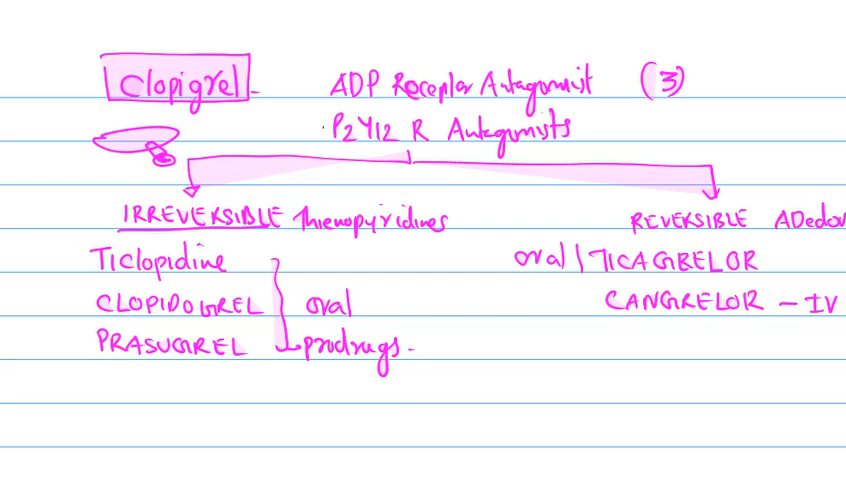 Clopigrel - ADP Receptor Antagonist (3)
P2Y12 R Antagonists
IRREVERSIBLE Thienopyridines REVERSIBLE
Ticlopidine oral | TICAGRELOR
CLOPIDOGREL oral CANGRELOR - IV
PRASUGREL prodrugs.